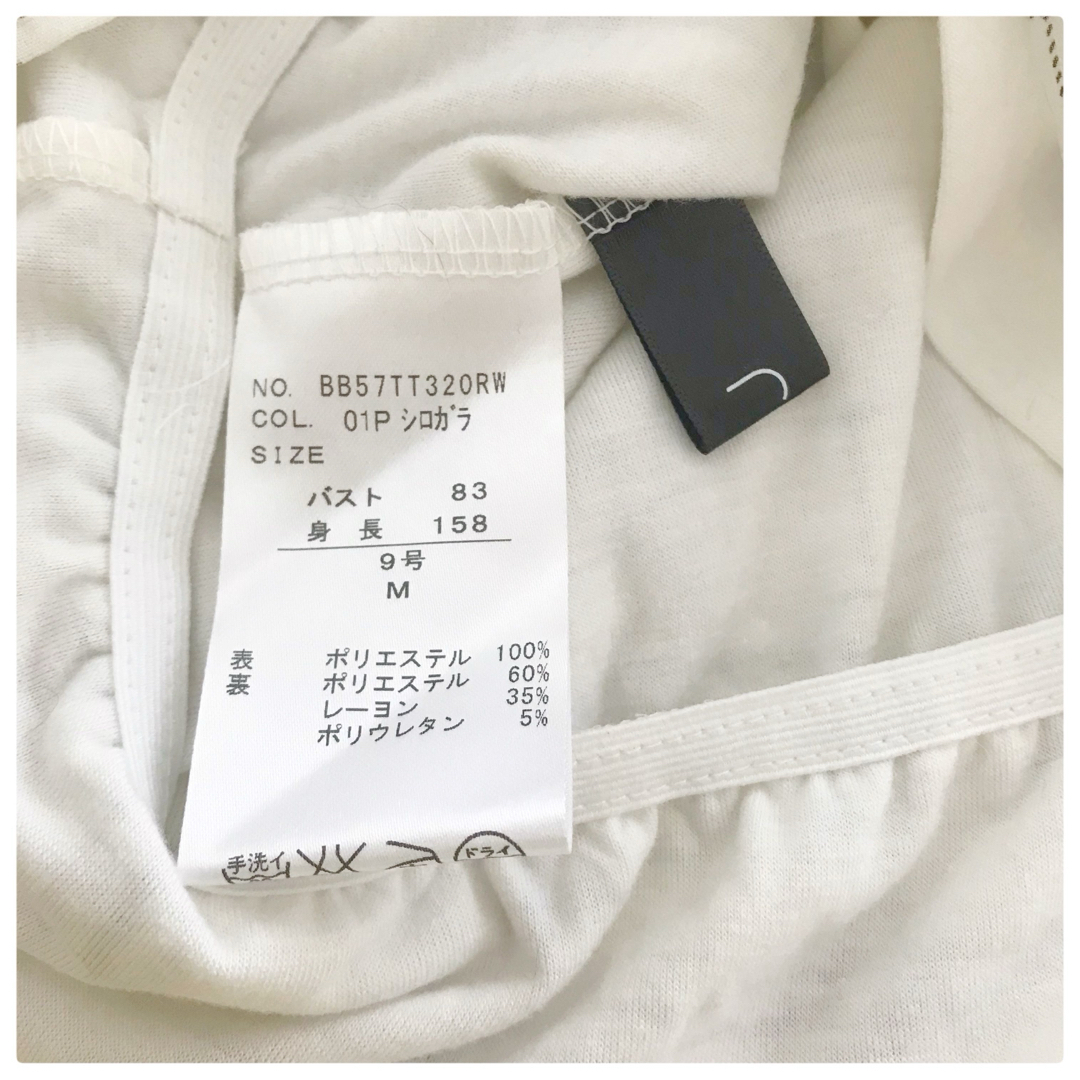 NO. BB57TT320RW
COL. 01P シロガラ
SIZE
バスト 83
身長 158
9号
M
表 ポリエステル 100%
裏 ポリエステル 60%
レーヨン 35%
ポリウレタン 5%
手洗イ ドライ